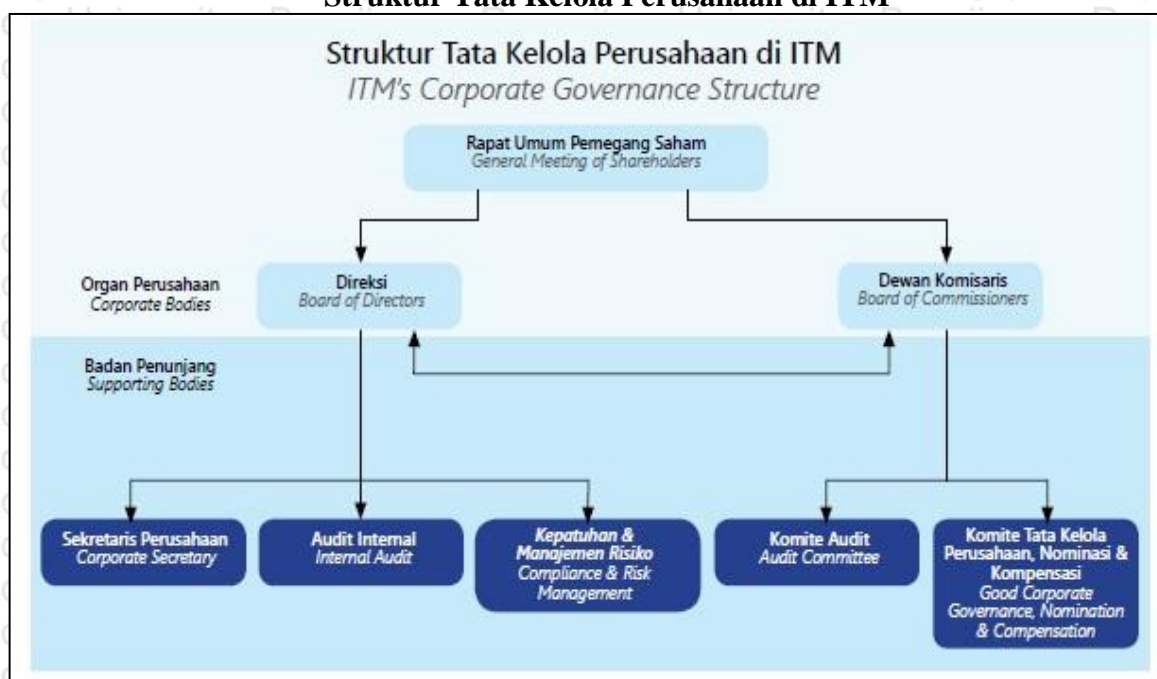 Struktur Tata Kelola Perusahaan di ITM
Struktur Tata Kelola Perusahaan di ITM
ITM's Corporate Governance Structure
Rapat Umum Pemegang Saham
General Meeting of Shareholders
Organ Perusahaan
Corporate Bodies
Direksi
Board of Directors
Dewan Komisaris
Board of Commissioners
Badan Penunjang
Supporting Bodies
Sekretaris Perusahaan
Corporate Secretary
Audit Internal
Internal Audit
Kepatuhan &
Manajemen Risiko
Compliance & Risk
Management
Komite Audit
Audit Committee
Komite Tata Kelola
Perusahaan, Nominasi &
Kompensasi
Good Corporate
Governance, Nomination
& Compensation